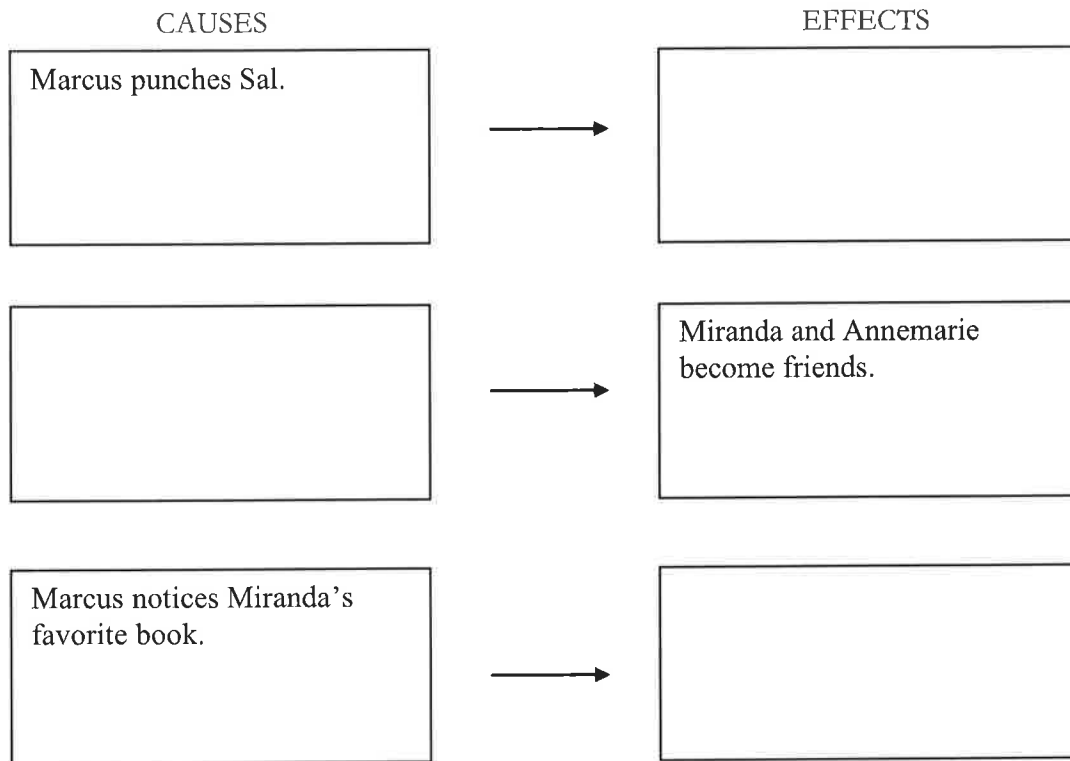 CAUSES
EFFECTS
Marcus punches Sal.
Miranda and Annemarie
become friends.
Marcus notices Miranda's
favorite book.